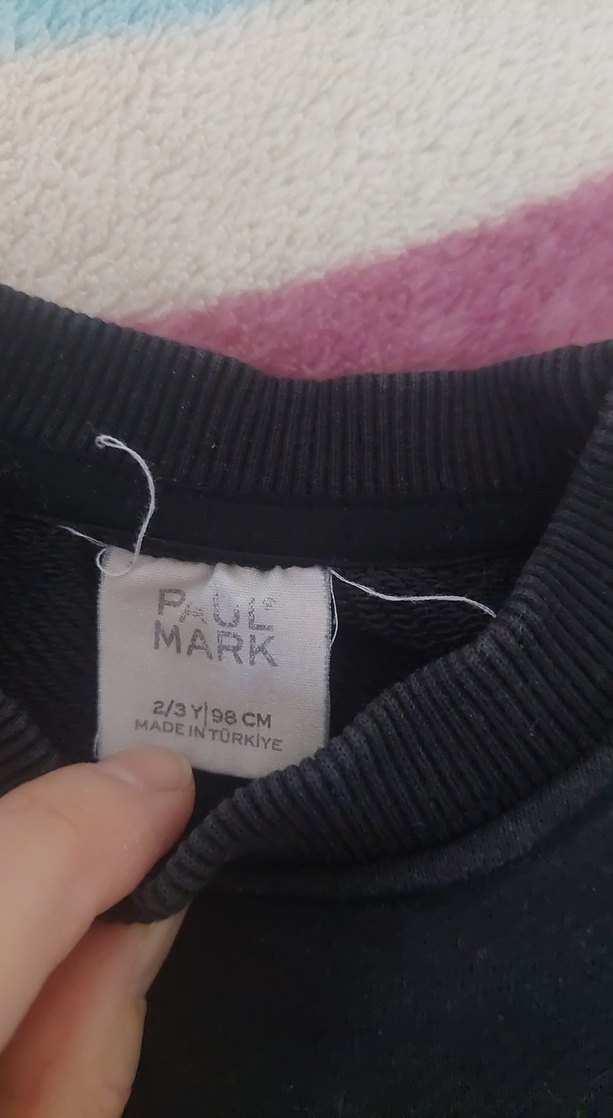 PAUL
MARK
2/3 Y|98 CM
MADE IN TÜRKİYE